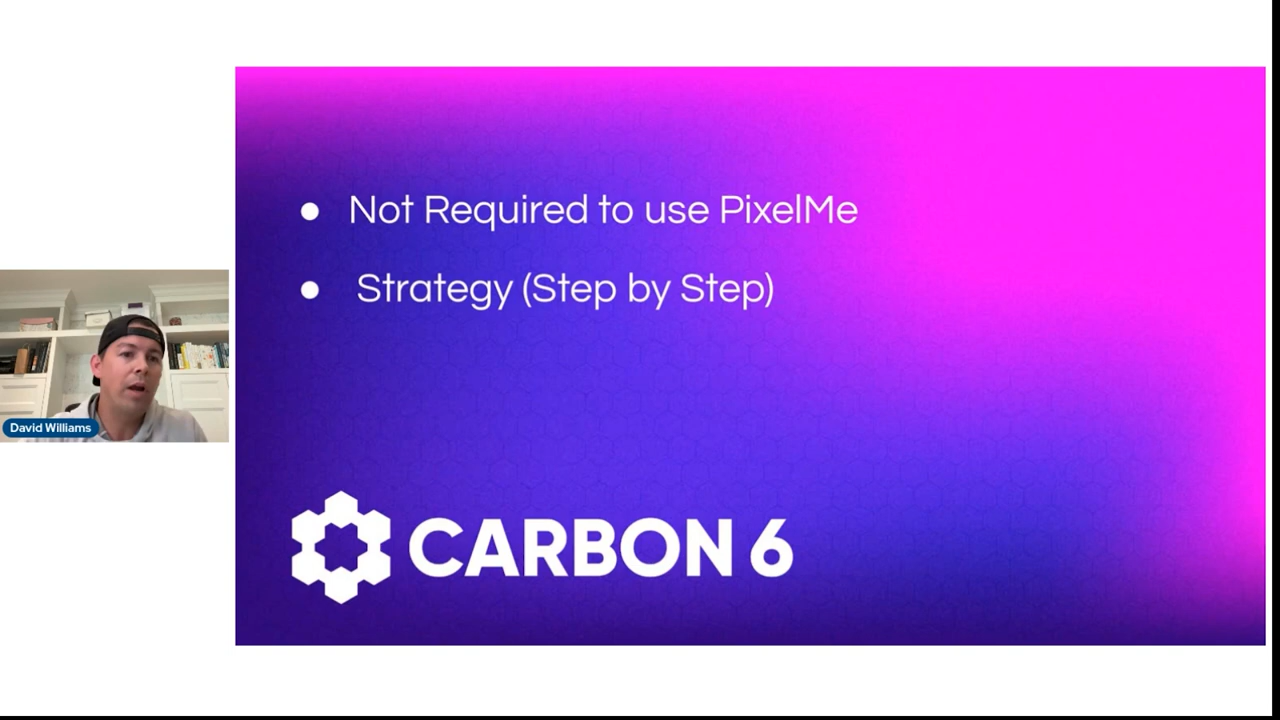 ● Not Required to use PixelMe
● Strategy (Step by Step)
David Williams
CARBON 6